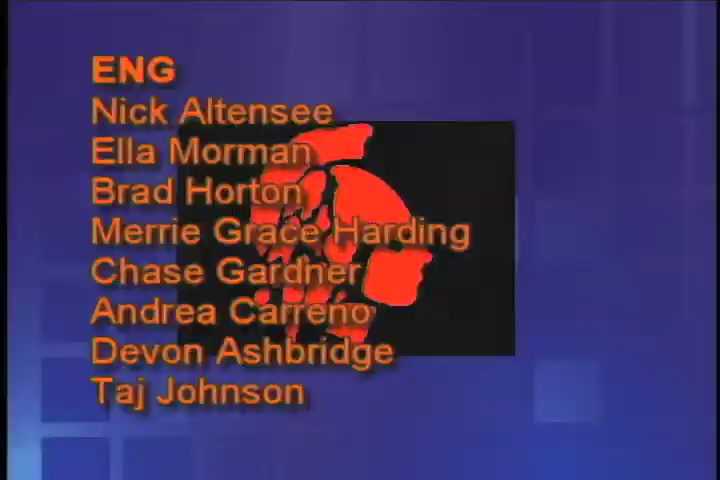 ENG
Nick Altensee
Ella Morman
Brad Horton
Merrie Grace Harding
Chase Gardner
Andrea Carreno
Devon Ashbridge
Taj Johnson